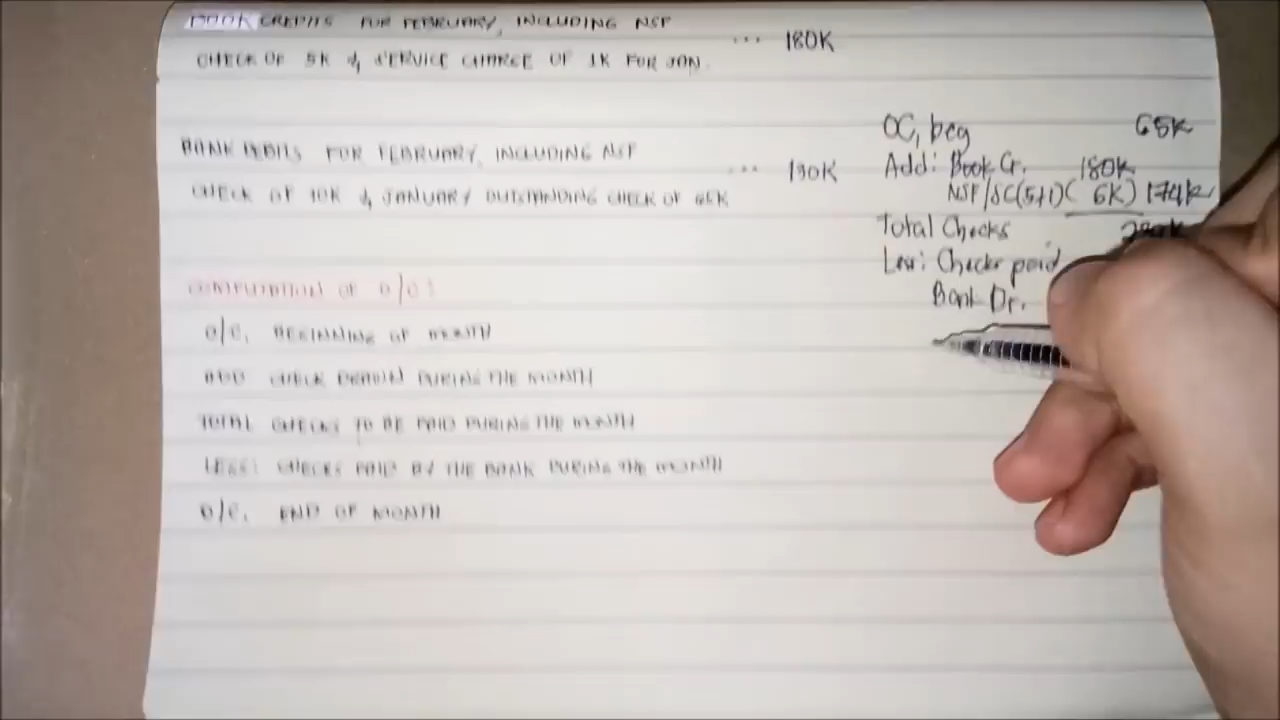 BOOK CREDITS FOR FEBRUARY, INCLUDING NSF
CHECK OF 5K & SERVICE CHARGE OF 1K FOR JAN.
... 180K
BANK DEBITS FOR FEBRUARY, INCLUDING NSF
CHECK OF 10K & JANUARY OUTSTANDING CHECK OF 65K
... 190K
COMPUTATION OF O/C:
O/C, BEGINNING OF MONTH
ADD: CHECK DRAWN DURING THE MONTH
TOTAL CHECKS TO BE PAID DURING THE MONTH
LESS: CHECKS PAID BY THE BANK DURING THE MONTH
O/C, END OF MONTH
OC, beg 65K
Add: Book Cr. 180K
NSF/SC(5+1)( 6K) 174K
Total Checks
Less: Checks paid
Bank Dr.